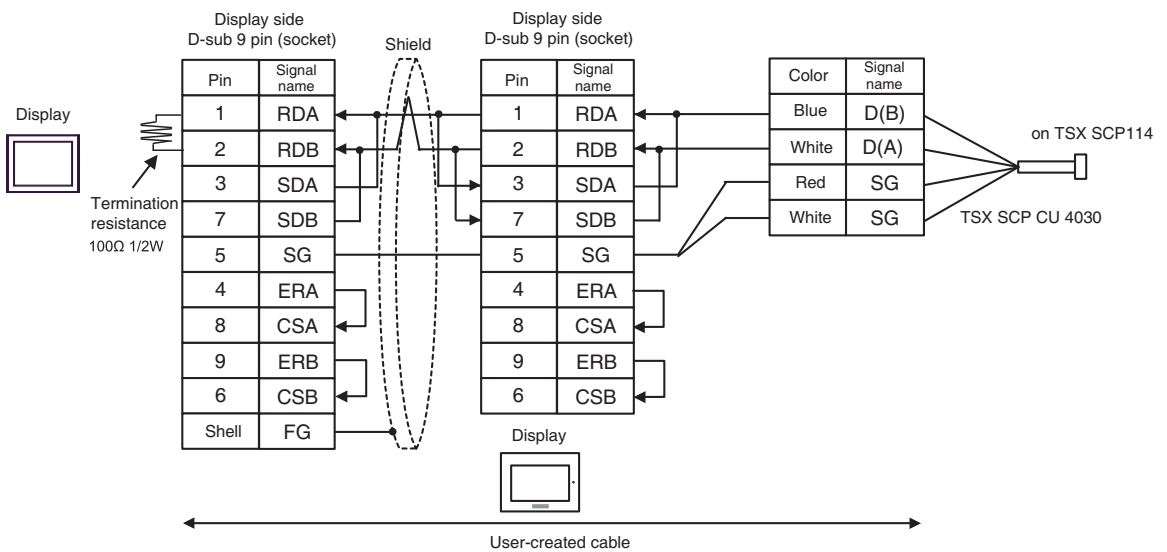 Display side
D-sub 9 pin (socket)
Display side
D-sub 9 pin (socket)
Shield
Display
Pin Signal name
1 RDA
2 RDB
3 SDA
7 SDB
5 SG
4 ERA
8 CSA
9 ERB
6 CSB
Shell FG
Termination
resistance
100Ω 1/2W
Pin Signal name
1 RDA
2 RDB
3 SDA
7 SDB
5 SG
4 ERA
8 CSA
9 ERB
6 CSB
Color Signal name
Blue D(B)
White D(A)
Red SG
White SG
on TSX SCP114
TSX SCP CU 4030
Display
User-created cable